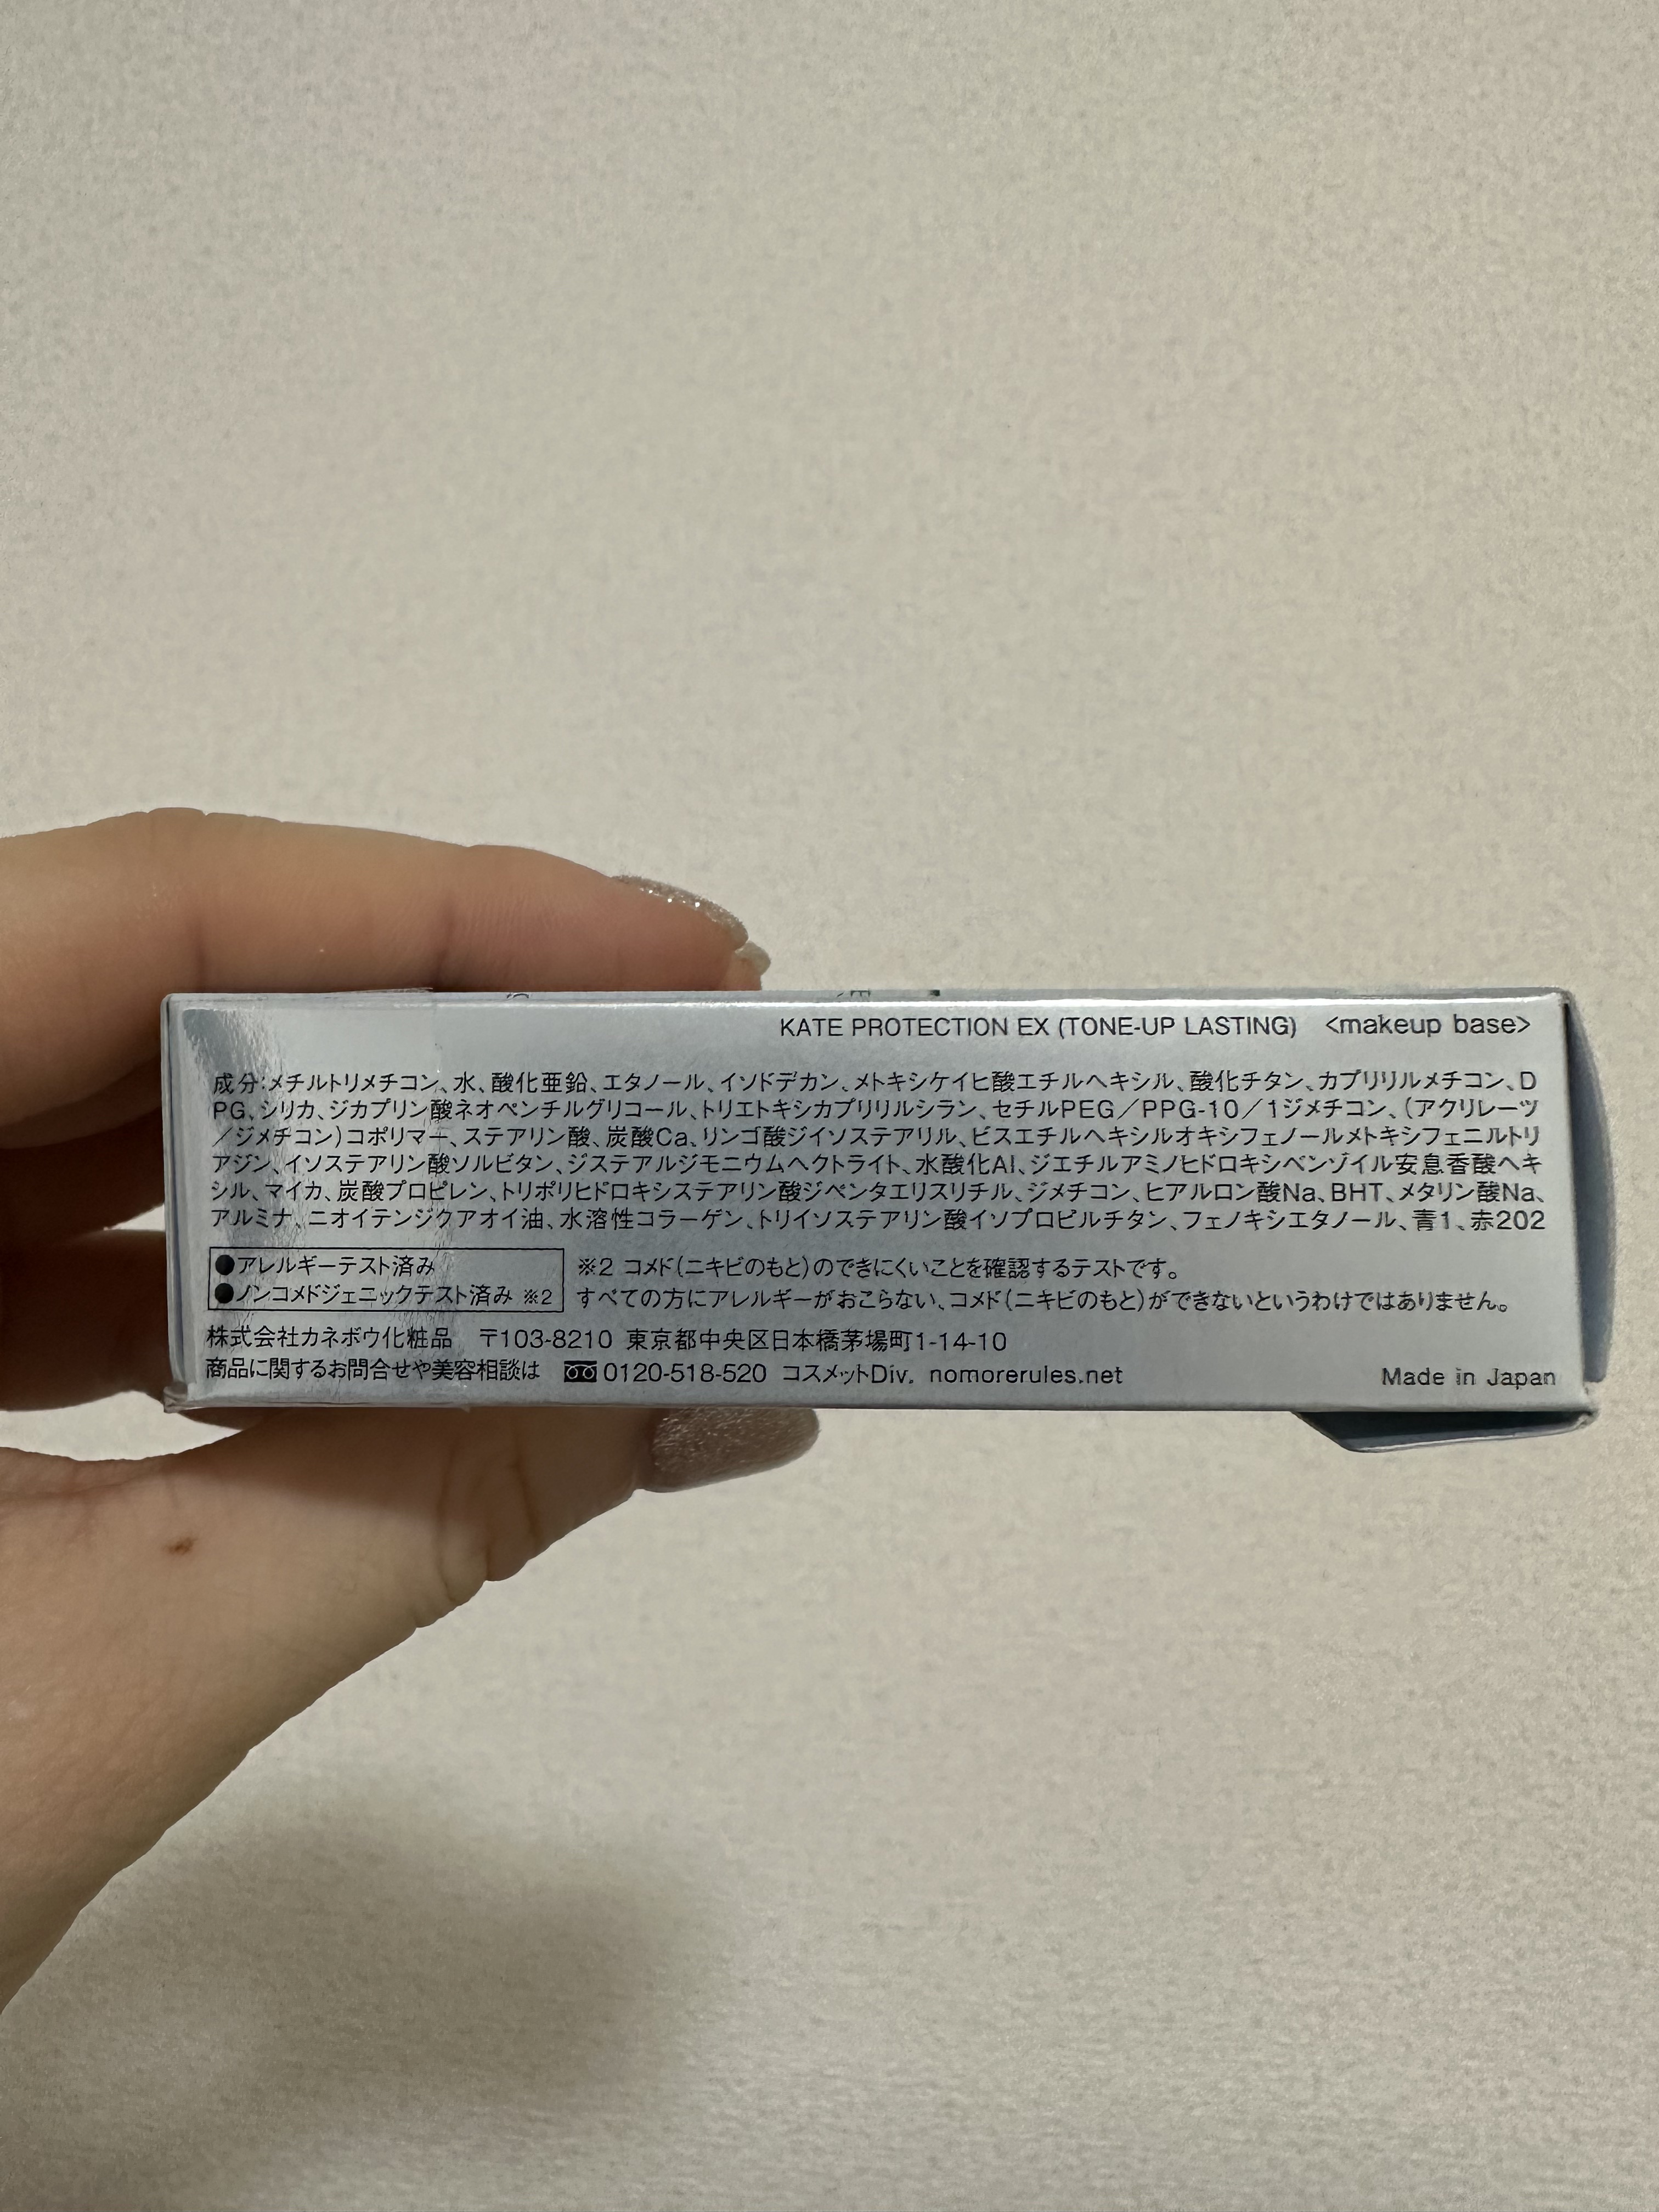 KATE PROTECTION EX (TONE-UP LASTING) <makeup base>
成分:メチルトリメチコン、水、酸化亜鉛、エタノール、イソドデカン、メトキシケイヒ酸エチルヘキシル、酸化チタン、カプリリルメチコン、D
PG、シリカ、ジカプリン酸ネオペンチルグリコール、トリエトキシカプリリルシラン、セチルPEG／PPG-10／1ジメチコン、(アクリレーツ
／ジメチコン)コポリマー、ステアリン酸、炭酸Ca、リンゴ酸ジイソステアリル、ビスエチルヘキシルオキシフェノールメトキシフェニルトリ
アジン、イソステアリン酸ソルビタン、ジステアルジモニウムヘクトライト、水酸化Al、ジエチルアミノヒドロキシベンゾイル安息香酸ヘキ
シル、マイカ、炭酸プロピレン、トリポリヒドロキシステアリン酸ジペンタエリスリチル、ジメチコン、ヒアルロン酸Na、BHT、メタリン酸Na、
アルミナ、ニオイテンジクアオイ油、水溶性コラーゲン、トリイソステアリン酸イソプロピルチタン、フェノキシエタノール、青1、赤202
●アレルギーテスト済み
●ノンコメドジェニックテスト済み ※2
※2 コメド(ニキビのもと)のできにくいことを確認するテストです。
すべての方にアレルギーがおこらない、コメド(ニキビのもと)ができないというわけではありません。
株式会社カネボウ化粧品 〒103-8210 東京都中央区日本橋茅場町1-14-10
商品に関するお問合せや美容相談は 0120-518-520 コスメットDiv. nomorerules.net
Made in Japan